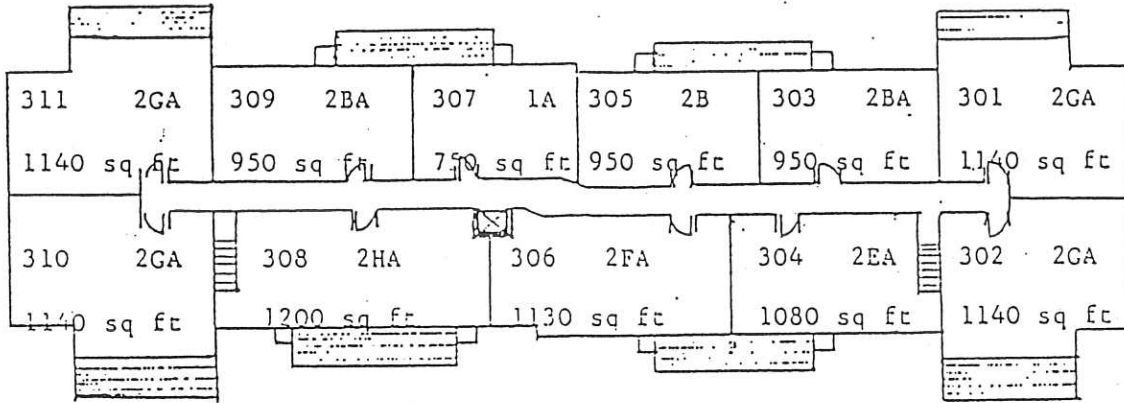 311 2GA
1140 sq ft
309 2BA
950 sq ft
307 1A
750 sq ft
305 2B
950 sq ft
303 2BA
950 sq ft
301 2GA
1140 sq ft
310 2GA
1140 sq ft
308 2HA
1200 sq ft
306 2FA
1130 sq ft
304 2EA
1080 sq ft
302 2GA
1140 sq ft